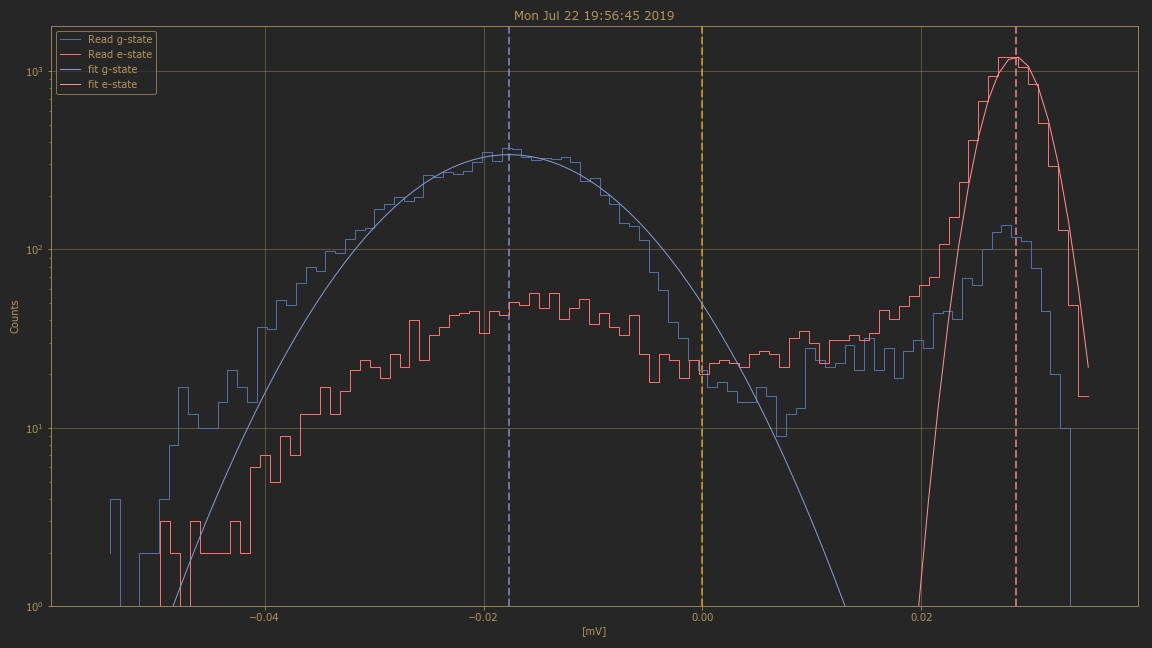 Mon Jul 22 19:56:45 2019
Read g-state
Read e-state
fit g-state
fit e-state
Counts
10³
10²
10¹
10⁰
−0.04 −0.02 0.00 0.02
[mV]